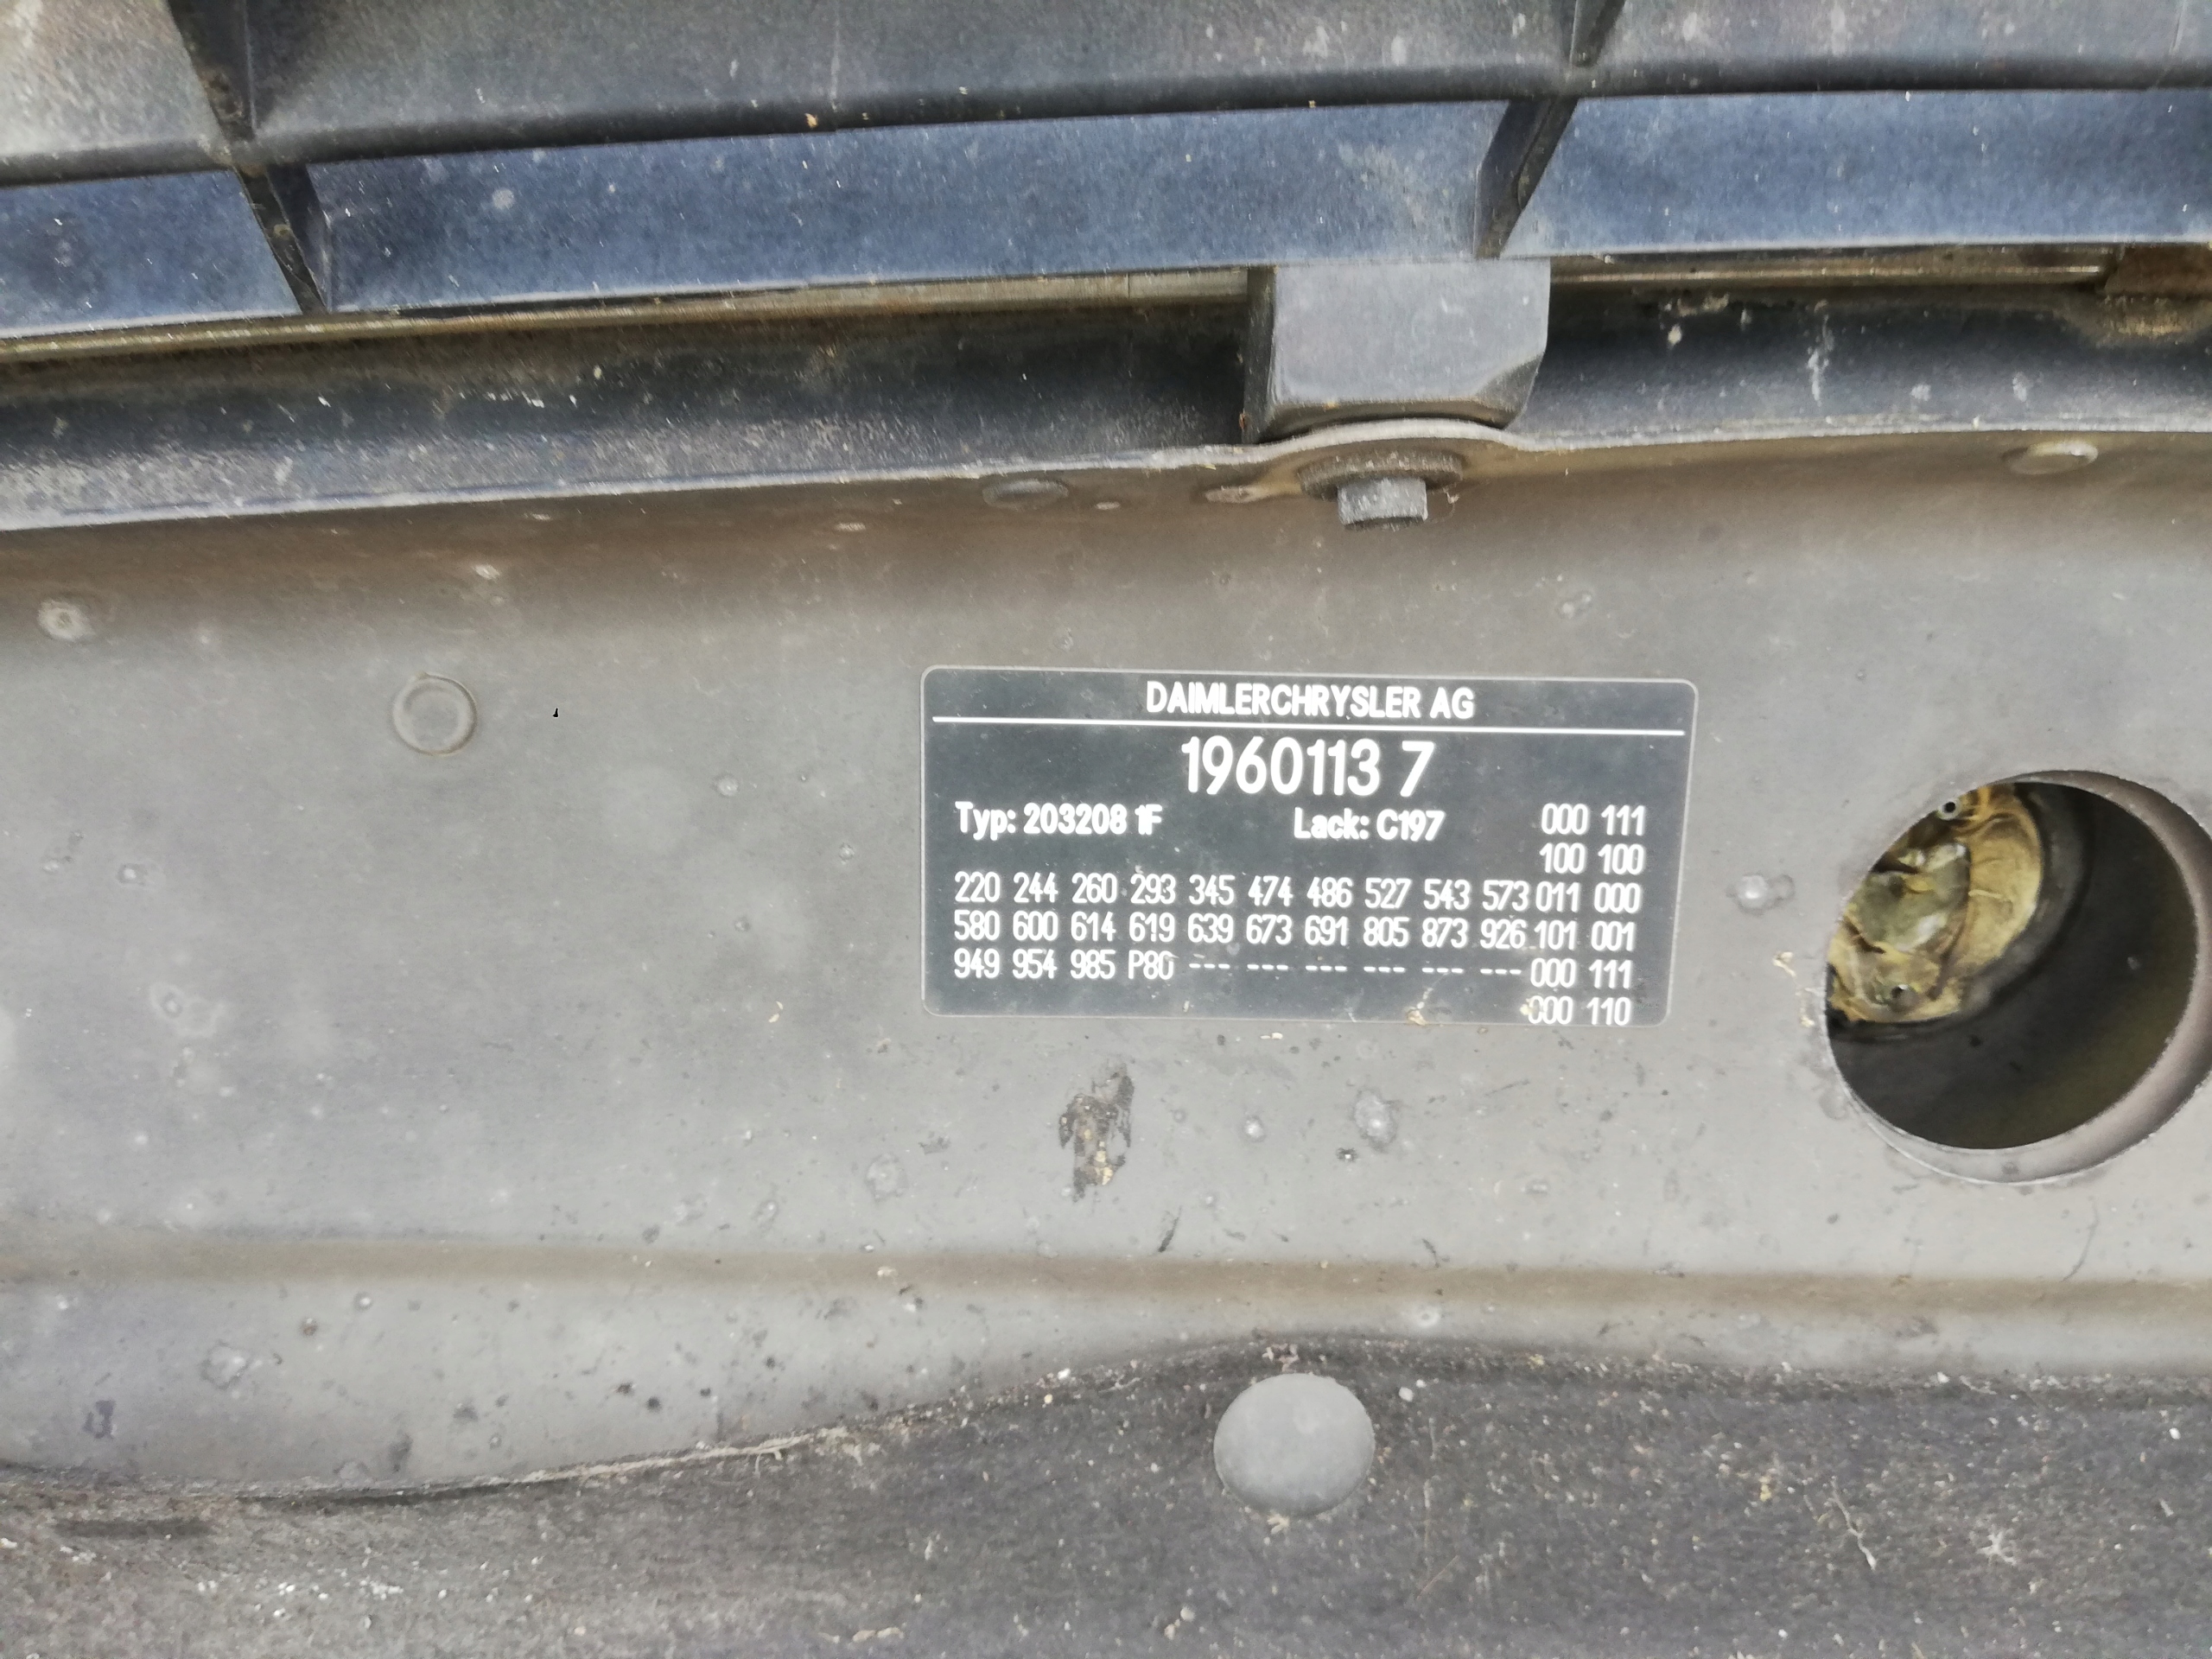 DAIMLERCHRYSLER AG
1960113 7
Typ: 203208 1F Lack: C197 000 111
100 100
220 244 260 293 345 474 486 527 543 573 011 000
580 600 614 619 639 673 691 805 873 926 101 001
949 954 985 P80 --- --- --- --- --- --- 000 111
000 110